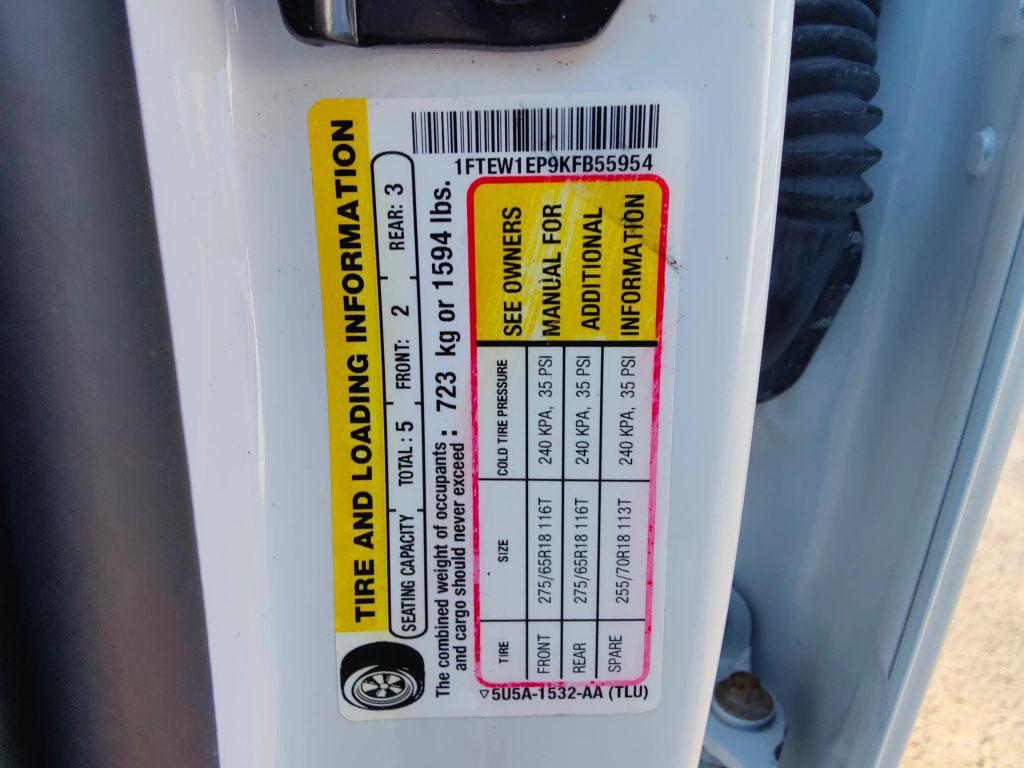 1FTEW1EP9KFB55954
TIRE AND LOADING INFORMATION
SEATING CAPACITY TOTAL : 5 FRONT: 2 REAR: 3
The combined weight of occupants
and cargo should never exceed : 723 kg or 1594 lbs.
TIRE SIZE COLD TIRE PRESSURE
FRONT 275/65R18 116T 240 KPA, 35 PSI
REAR 275/65R18 116T 240 KPA, 35 PSI
SPARE 255/70R18 113T 240 KPA, 35 PSI
SEE OWNERS
MANUAL FOR
ADDITIONAL
INFORMATION
▽5U5A-1532-AA (TLU)